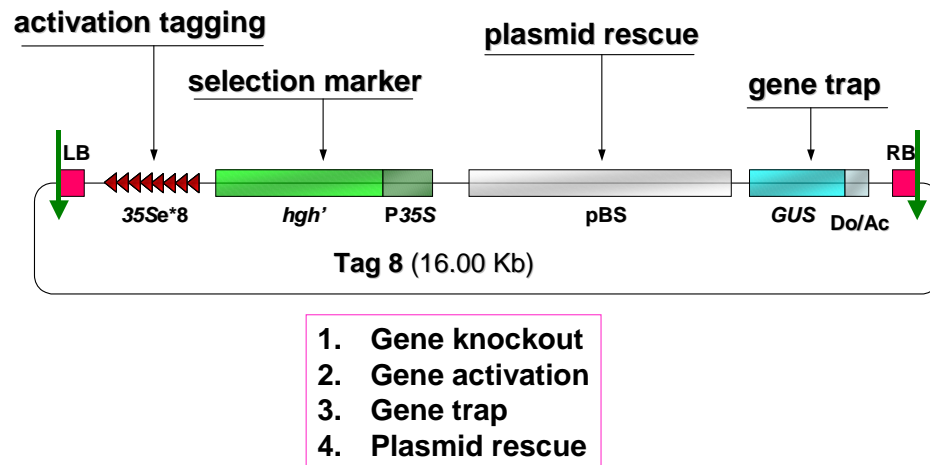 activation tagging
plasmid rescue
selection marker
gene trap
LB
RB
35Se*8
hgh’
P35S
pBS
GUS
Do/Ac
Tag 8 (16.00 Kb)
1. Gene knockout
2. Gene activation
3. Gene trap
4. Plasmid rescue